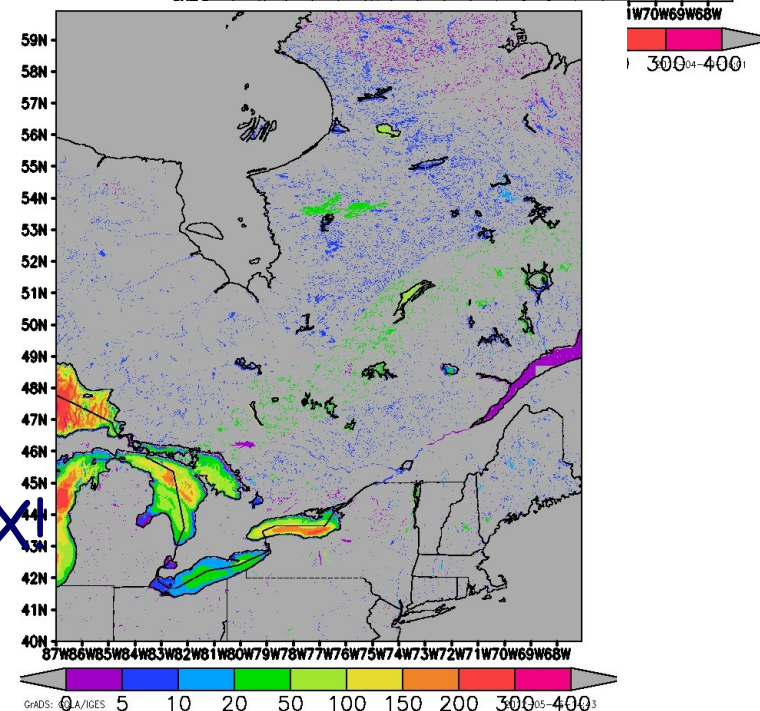 1W70W69W68W
300 400
59N
58N
57N
56N
55N
54N
53N
52N
51N
50N
49N
48N
47N
46N
45N
44N
43N
42N
41N
40N
87W86W85W84W83W82W81W80W79W78W77W76W75W74W73W72W71W70W69W68W
0 5 10 20 50 100 150 200 300 400
GrADS: COLA/IGES